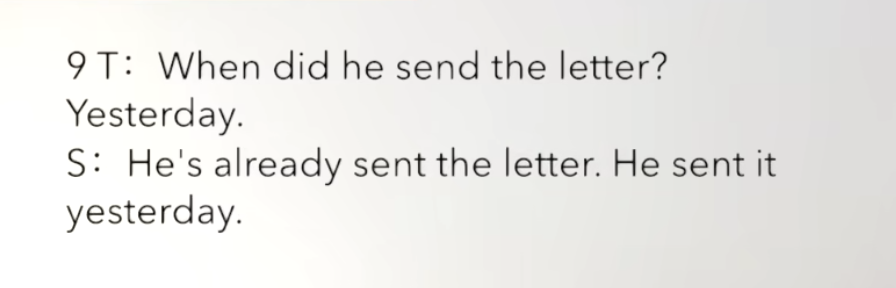 9 T: When did he send the letter?
Yesterday.
S: He's already sent the letter. He sent it
yesterday.